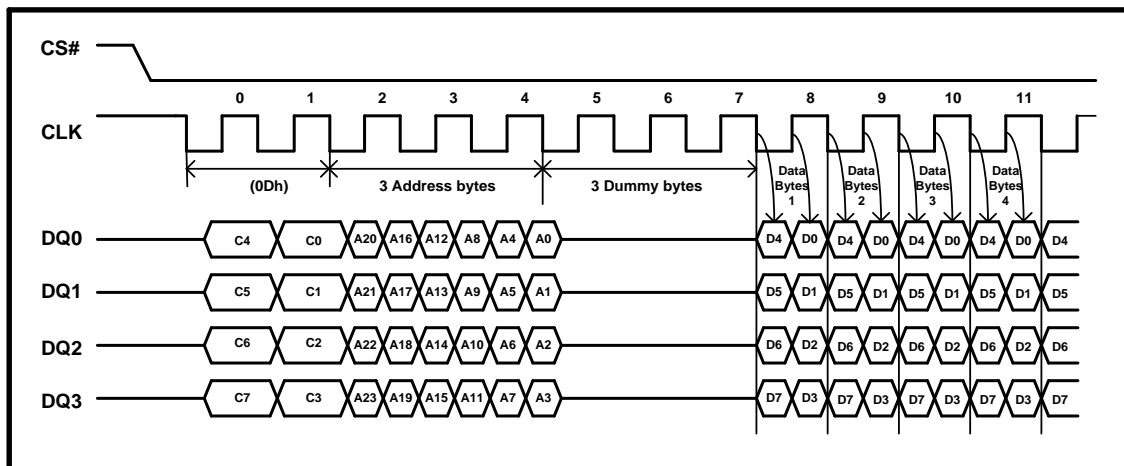 CS#
0 1 2 3 4 5 6 7 8 9 10 11
CLK
(0Dh) 3 Address bytes 3 Dummy bytes
Data Bytes 1
Data Bytes 2
Data Bytes 3
Data Bytes 4
DQ0 C4 C0 A20 A16 A12 A8 A4 A0 D4 D0 D4 D0 D4 D0 D4 D0 D4
DQ1 C5 C1 A21 A17 A13 A9 A5 A1 D5 D1 D5 D1 D5 D1 D5 D1 D5
DQ2 C6 C2 A22 A18 A14 A10 A6 A2 D6 D2 D6 D2 D6 D2 D6 D2 D6
DQ3 C7 C3 A23 A19 A15 A11 A7 A3 D7 D3 D7 D3 D7 D3 D7 D3 D7